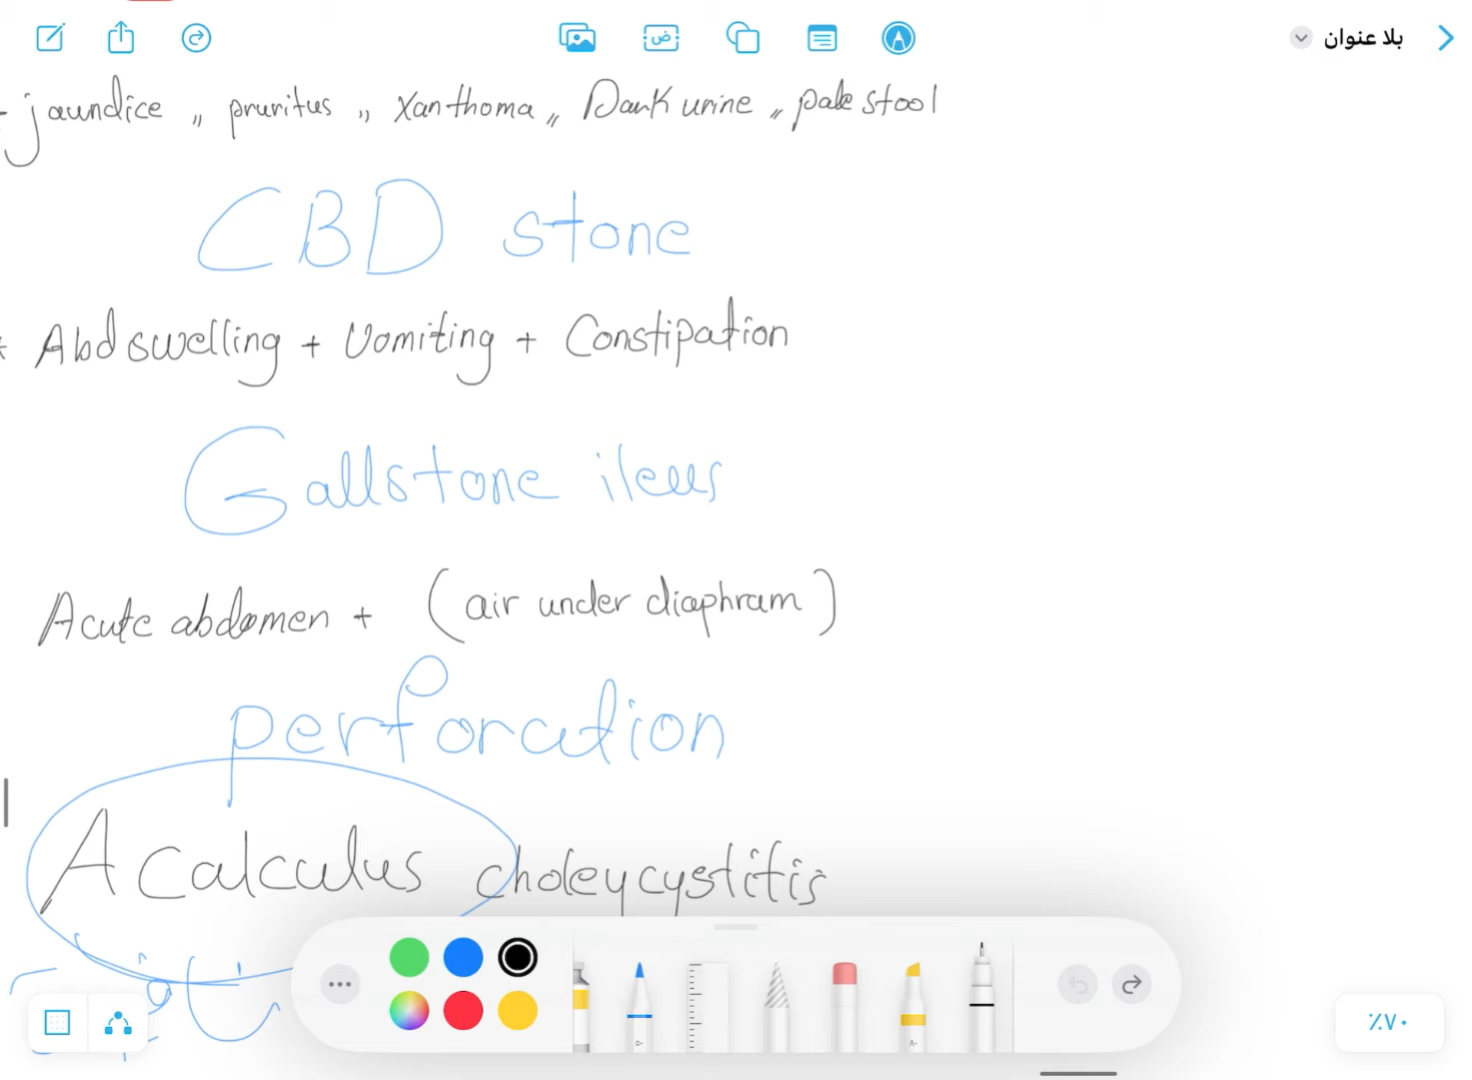 بلا عنوان
- jaundice ,, pruritus ,, Xanthoma ,, Dark urine ,, pale stool
CBD stone
Abd swelling + Vomiting + Constipation
Gallstone ileus
Acute abdomen + (air under diaphram)
perforation
Acalculus choleycystitis
٪٧٠